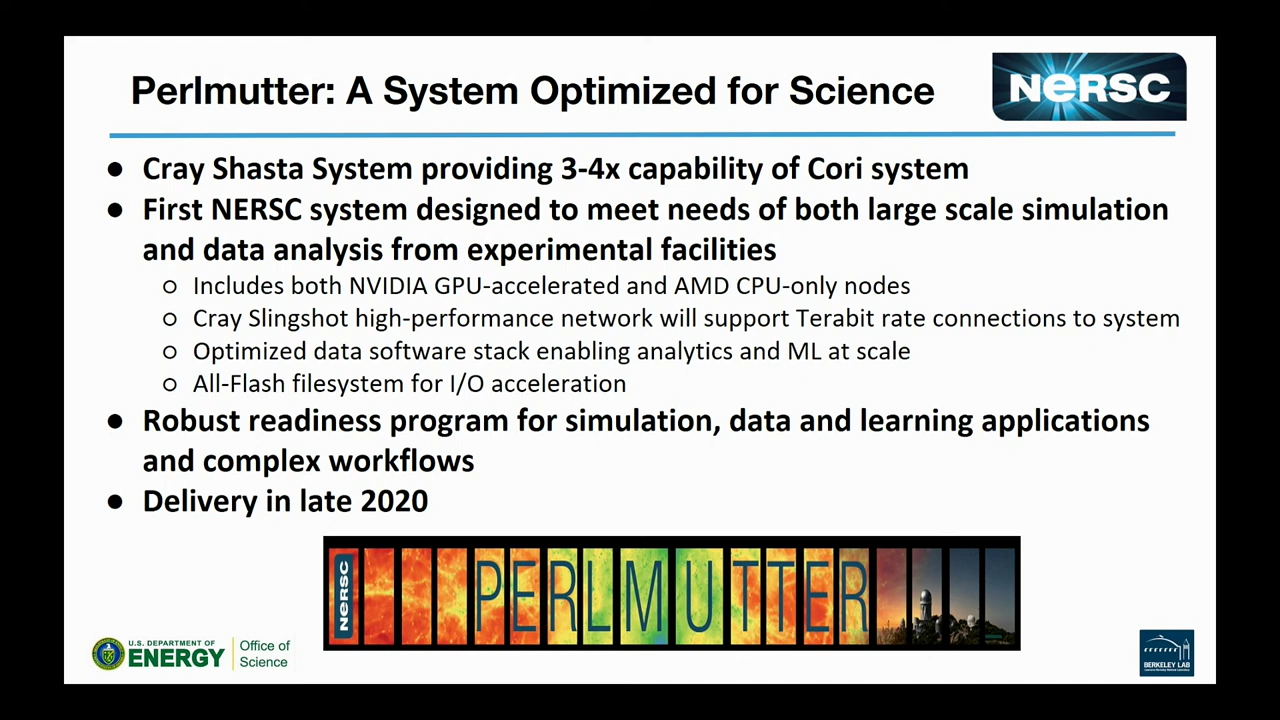 Perlmutter: A System Optimized for Science
NERSC
● Cray Shasta System providing 3-4x capability of Cori system
● First NERSC system designed to meet needs of both large scale simulation
and data analysis from experimental facilities
○ Includes both NVIDIA GPU-accelerated and AMD CPU-only nodes
○ Cray Slingshot high-performance network will support Terabit rate connections to system
○ Optimized data software stack enabling analytics and ML at scale
○ All-Flash filesystem for I/O acceleration
● Robust readiness program for simulation, data and learning applications
and complex workflows
● Delivery in late 2020
NERSC
PERLMUTTER
U.S. DEPARTMENT OF
ENERGY
Office of
Science
BERKELEY LAB
Lawrence Berkeley National Laboratory